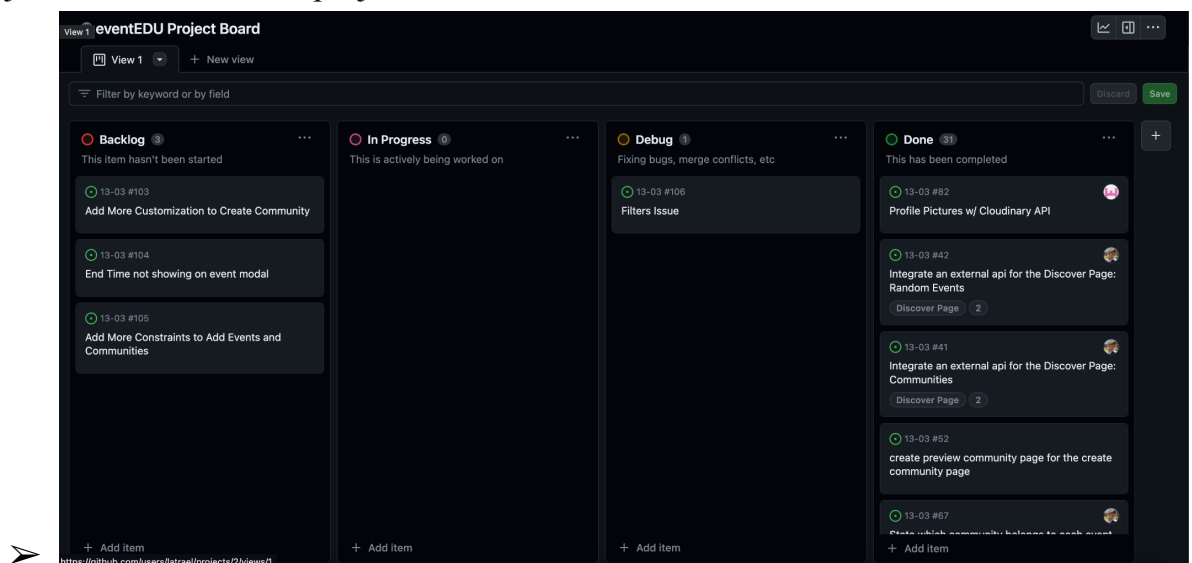 View 1
eventEDU Project Board
View 1
+ New view
Filter by keyword or by field
Discard
Save
Backlog 3
This item hasn't been started
13-03 #103
Add More Customization to Create Community
13-03 #104
End Time not showing on event modal
13-03 #105
Add More Constraints to Add Events and
Communities
+ Add item
In Progress 0
This is actively being worked on
+ Add item
Debug 1
Fixing bugs, merge conflicts, etc
13-03 #106
Filters Issue
+ Add item
Done 31
This has been completed
13-03 #82
Profile Pictures w/ Cloudinary API
13-03 #42
Integrate an external api for the Discover Page:
Random Events
Discover Page 2
13-03 #41
Integrate an external api for the Discover Page:
Communities
Discover Page 2
13-03 #52
create preview community page for the create
community page
13-03 #67
State which community belongs to each event
+ Add item
https://github.com/users/latrael/projects/2/views/1